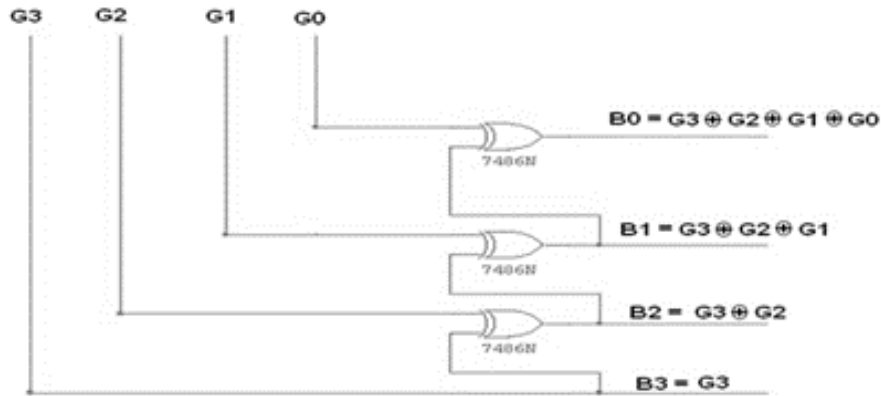 G3 G2 G1 G0
B0 = G3 ⊕ G2 ⊕ G1 ⊕ G0
7486N
B1 = G3 ⊕ G2 ⊕ G1
7486N
B2 = G3 ⊕ G2
7486N
B3 = G3